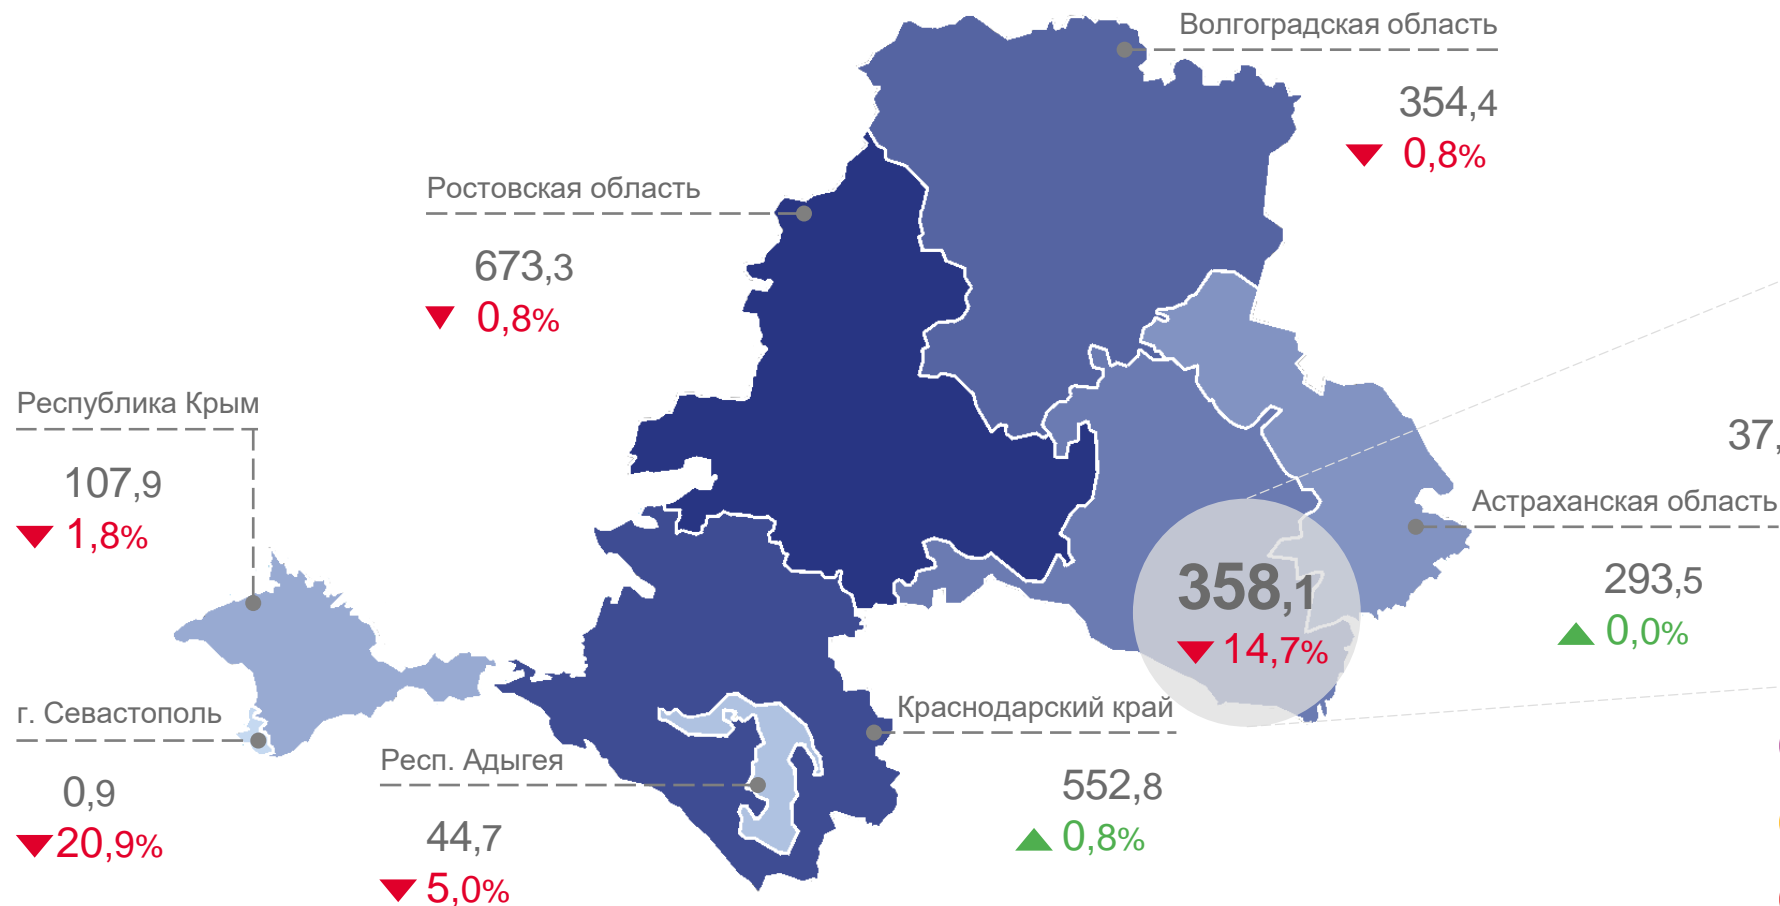 Волгоградская область
354,4
0,8%
Ростовская область
673,3
0,8%
Республика Крым
107,9
1,8%
37,
Астраханская область
293,5
0,0%
358,1
14,7%
г. Севастополь
0,9
20,9%
Краснодарский край
552,8
0,8%
Респ. Адыгея
44,7
5,0%